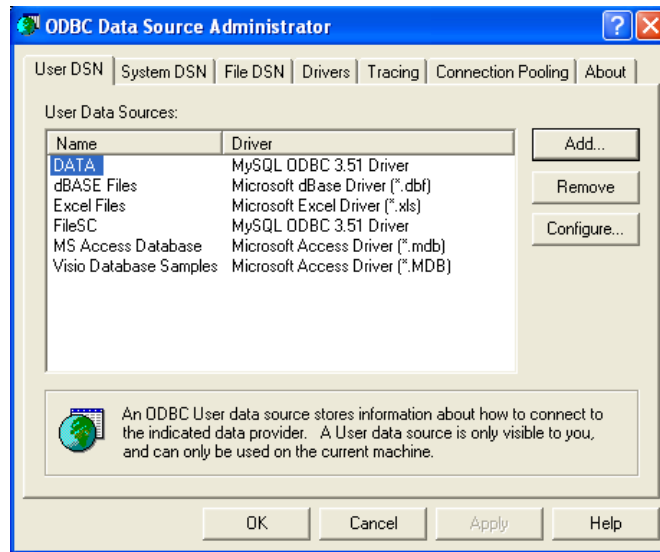 ODBC Data Source Administrator
?
User DSN System DSN File DSN Drivers Tracing Connection Pooling About
User Data Sources:
Name Driver
DATA MySQL ODBC 3.51 Driver
dBASE Files Microsoft dBase Driver (*.dbf)
Excel Files Microsoft Excel Driver (*.xls)
FileSC MySQL ODBC 3.51 Driver
MS Access Database Microsoft Access Driver (*.mdb)
Visio Database Samples Microsoft Access Driver (*.MDB)
Add...
Remove
Configure...
An ODBC User data source stores information about how to connect to
the indicated data provider. A User data source is only visible to you,
and can only be used on the current machine.
OK Cancel Apply Help